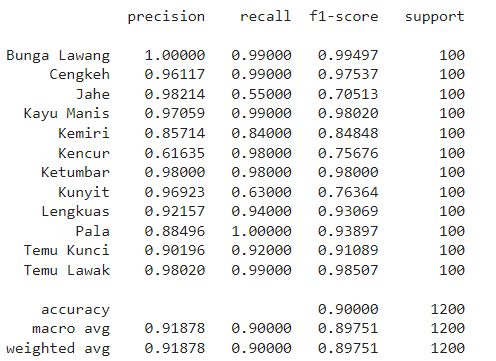 precision recall f1-score support
Bunga Lawang 1.00000 0.99000 0.99497 100
Cengkeh 0.96117 0.99000 0.97537 100
Jahe 0.98214 0.55000 0.70513 100
Kayu Manis 0.97059 0.99000 0.98020 100
Kemiri 0.85714 0.84000 0.84848 100
Kencur 0.61635 0.98000 0.75676 100
Ketumbar 0.98000 0.98000 0.98000 100
Kunyit 0.96923 0.63000 0.76364 100
Lengkuas 0.92157 0.94000 0.93069 100
Pala 0.88496 1.00000 0.93897 100
Temu Kunci 0.90196 0.92000 0.91089 100
Temu Lawak 0.98020 0.99000 0.98507 100
accuracy 0.90000 1200
macro avg 0.91878 0.90000 0.89751 1200
weighted avg 0.91878 0.90000 0.89751 1200